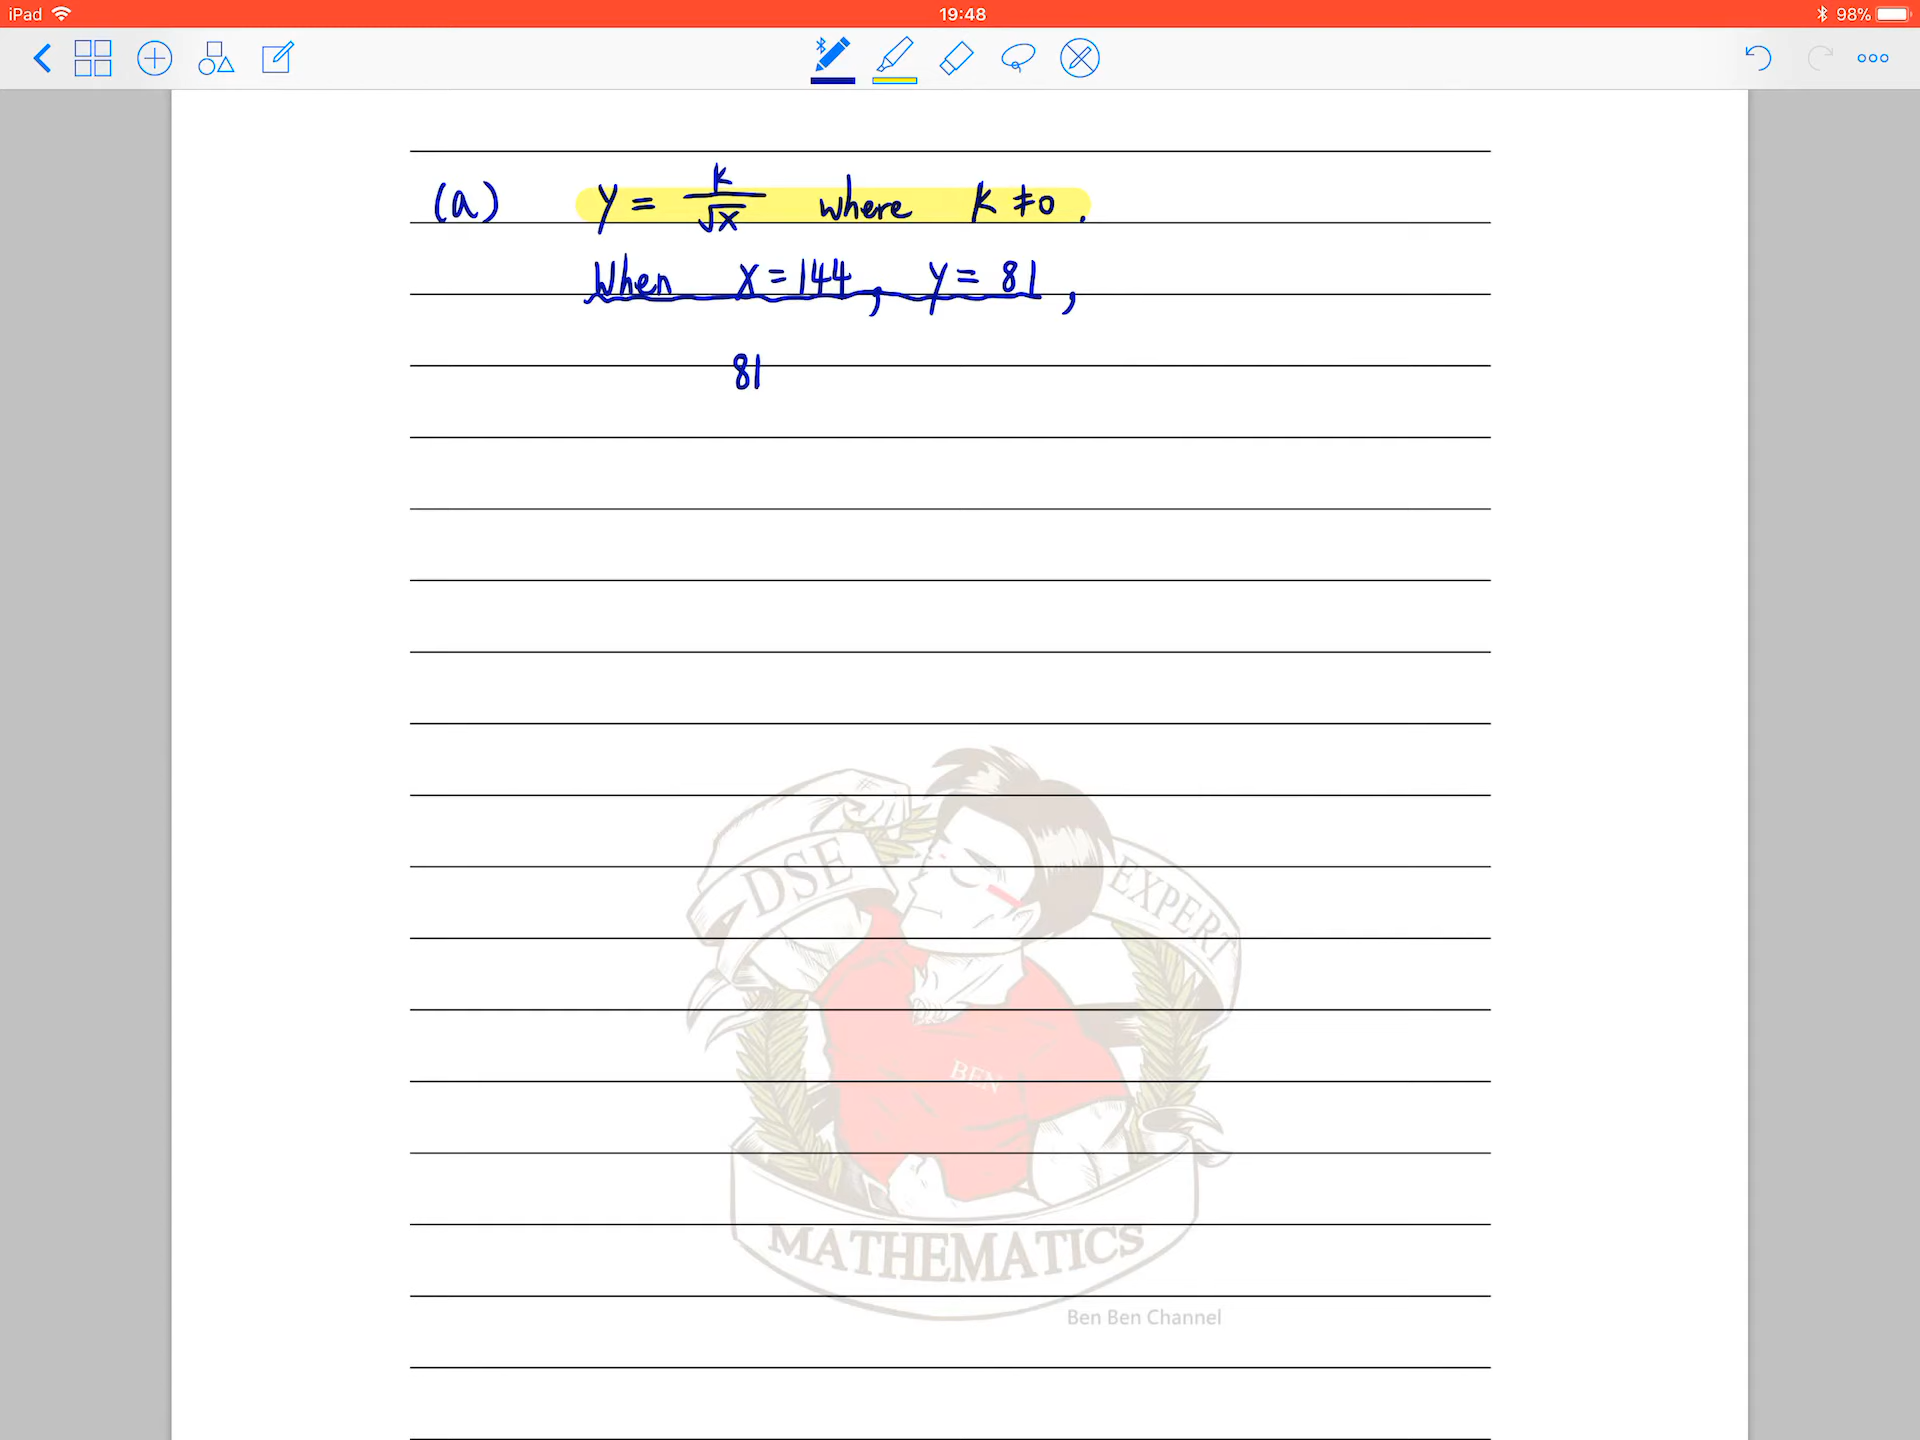 iPad 19:48 98%
(a) y = k/√x where k ≠ 0.
When x = 144, y = 81,
81
DSE EXPERT
BEN
MATHEMATICS
Ben Ben Channel